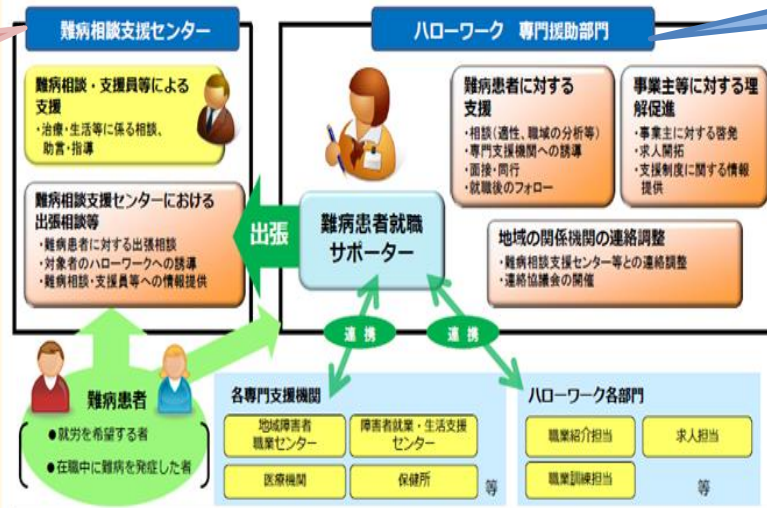 難病相談支援センター
難病相談・支援員等による
支援
・治療・生活等に係る相談、
助言・指導
難病相談支援センターにおける
出張相談等
・難病患者に対する出張相談
・対象者のハローワークへの誘導
・難病相談・支援員等への情報提供
ハローワーク 専門援助部門
難病患者に対する
支援
・相談(適性、職域の分析等)
・専門支援機関への誘導
・面接・同行
・就職後のフォロー
事業主等に対する理
解促進
・事業主に対する啓発
・求人開拓
・支援制度に関する情報
提供
出張
難病患者就職
サポーター
地域の関係機関の連絡調整
・難病相談支援センター等との連絡調整
・連絡協議会の開催
連携
連携
難病患者
●就労を希望する者
●在職中に難病を発症した者
各専門支援機関
地域障害者
職業センター
障害者就業・生活支援
センター
医療機関
保健所
等
ハローワーク各部門
職業紹介担当
求人担当
職業訓練担当
等